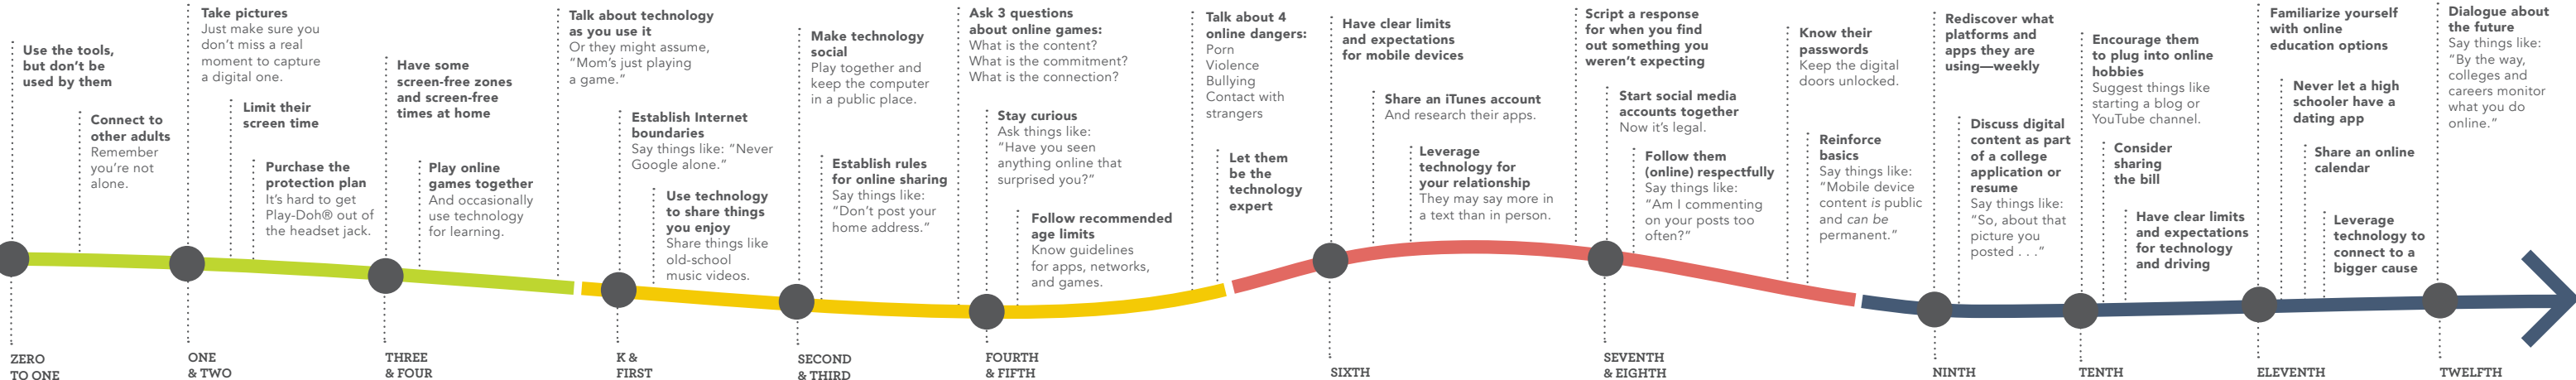 Use the tools,
but don't be
used by them
Connect to
other adults
Remember
you're not
alone.
Take pictures
Just make sure you
don't miss a real
moment to capture
a digital one.
Limit their
screen time
Purchase the
protection plan
It's hard to get
Play-Doh® out of
the headset jack.
Have some
screen-free zones
and screen-free
times at home
Play online
games together
And occasionally
use technology
for learning.
Talk about technology
as you use it
Or they might assume,
"Mom's just playing
a game."
Establish Internet
boundaries
Say things like: "Never
Google alone."
Use technology
to share things
you enjoy
Share things like
old-school
music videos.
Make technology
social
Play together and
keep the computer
in a public place.
Establish rules
for online sharing
Say things like:
"Don't post your
home address."
Ask 3 questions
about online games:
What is the content?
What is the commitment?
What is the connection?
Stay curious
Ask things like:
"Have you seen
anything online that
surprised you?"
Follow recommended
age limits
Know guidelines
for apps, networks,
and games.
Talk about 4
online dangers:
Porn
Violence
Bullying
Contact with
strangers
Let them
be the
technology
expert
Have clear limits
and expectations
for mobile devices
Share an iTunes account
And research their apps.
Leverage
technology for
your relationship
They may say more in
a text than in person.
Script a response
for when you find
out something you
weren't expecting
Start social media
accounts together
Now it's legal.
Follow them
(online) respectfully
Say things like:
"Am I commenting
on your posts too
often?"
Know their
passwords
Keep the digital
doors unlocked.
Reinforce
basics
Say things like:
"Mobile device
content is public
and can be
permanent."
Rediscover what
platforms and
apps they are
using—weekly
Discuss digital
content as part
of a college
application or
resume
Say things like:
"So, about that
picture you
posted . . ."
Encourage them
to plug into online
hobbies
Suggest things like
starting a blog or
YouTube channel.
Consider
sharing
the bill
Have clear limits
and expectations
for technology
and driving
Familiarize yourself
with online
education options
Never let a high
schooler have a
dating app
Share an online
calendar
Leverage
technology to
connect to a
bigger cause
Dialogue about
the future
Say things like:
"By the way,
colleges and
careers monitor
what you do
online."
ZERO
TO ONE
ONE
& TWO
THREE
& FOUR
K &
FIRST
SECOND
& THIRD
FOURTH
& FIFTH
SIXTH
SEVENTH
& EIGHTH
NINTH
TENTH
ELEVENTH
TWELFTH